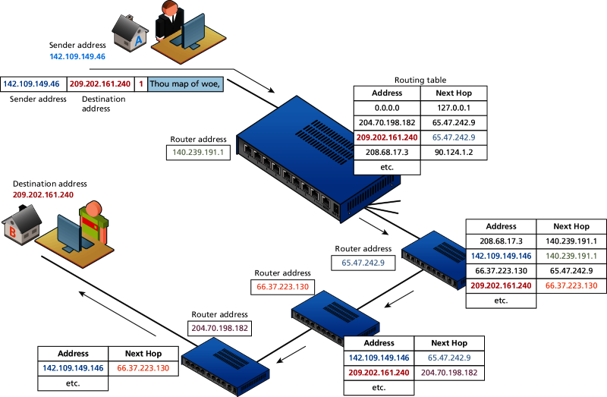 A
Sender address
142.109.149.46
142.109.149.46 209.202.161.240 1 Thou map of woe,
Sender address Destination
address
Routing table
Address Next Hop
0.0.0.0 127.0.0.1
204.70.198.182 65.47.242.9
209.202.161.240 65.47.242.9
208.68.17.3 90.124.1.2
etc.
Router address
140.239.191.1
Destination address
209.202.161.240
B
Router address
65.47.242.9
208.68.17.3 140.239.191.1
142.109.149.146 140.239.191.1
66.37.223.130 65.47.242.9
209.202.161.240 66.37.223.130
etc.
Router address
66.37.223.130
Router address
204.70.198.182
Address Next Hop
142.109.149.146 65.47.242.9
209.202.161.240 204.70.198.182
etc.
Address Next Hop
142.109.149.146 66.37.223.130
etc.